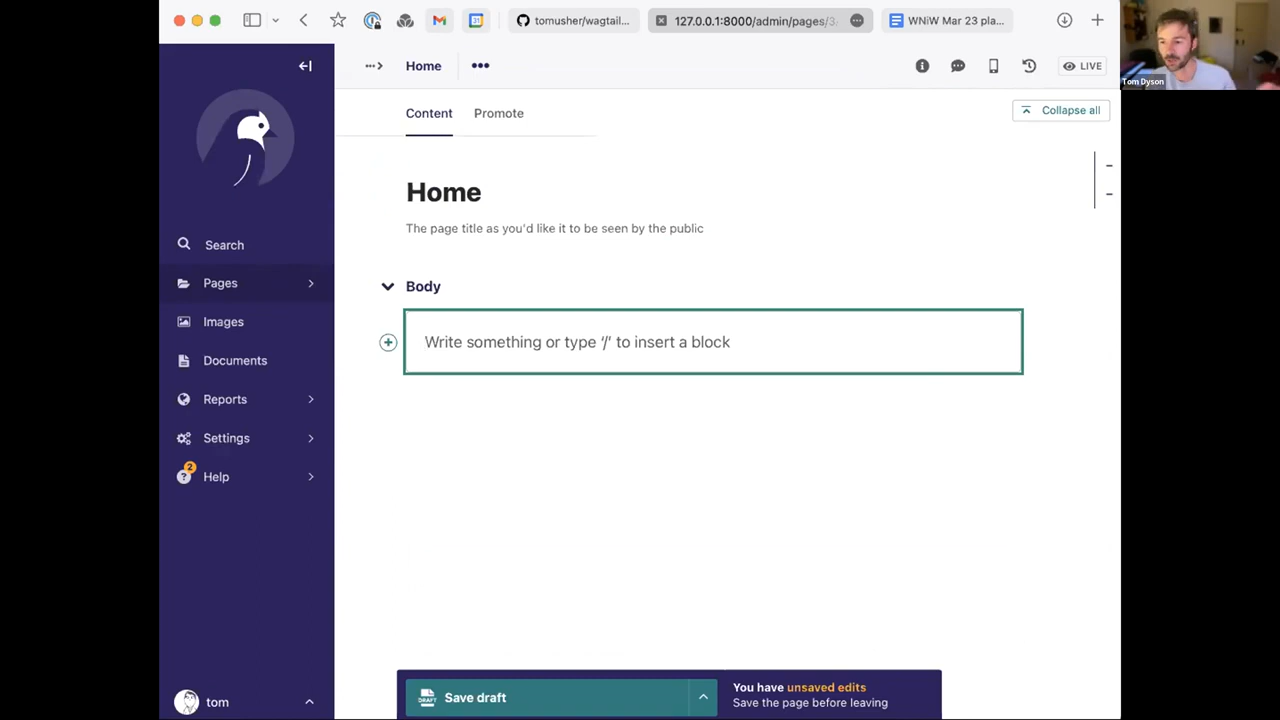 tomusher/wagtail...
127.0.0.1:8000/admin/pages/3
WNiW Mar 23 pla...
Tom Dyson
Home
LIVE
Content
Promote
Collapse all
Home
The page title as you'd like it to be seen by the public
Search
Pages
Images
Documents
Reports
Settings
2
Help
Body
Write something or type ‘/’ to insert a block
DRAFT
Save draft
You have unsaved edits
Save the page before leaving
tom